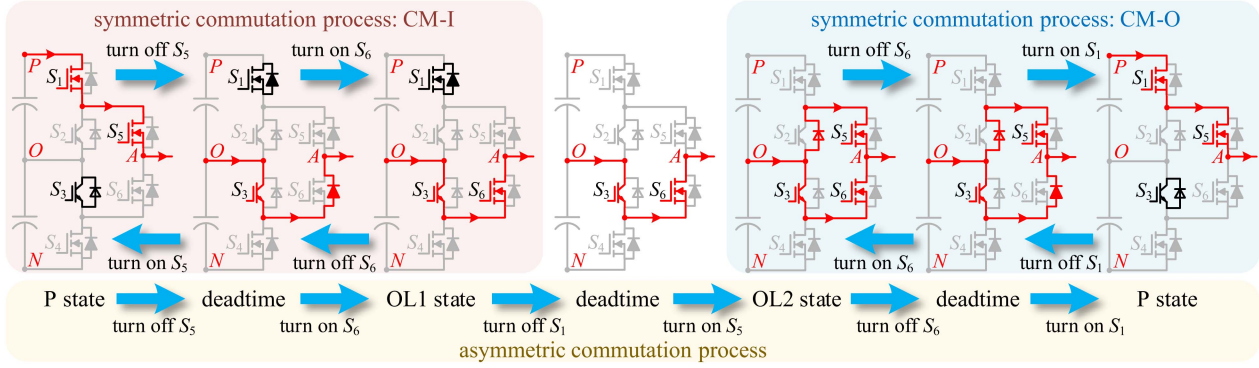 symmetric commutation process: CM-I
symmetric commutation process: CM-O
turn off S5
turn on S6
turn off S6
turn on S1
P
S1
S2
S5
O
A
S3
S6
S4
N
P
S1
S2
S5
O
A
S3
S6
S4
N
P
S1
S2
S5
O
A
S3
S6
S4
N
P
S1
S2
S5
O
A
S3
S6
S4
N
P
S1
S2
S5
O
A
S3
S6
S4
N
P
S1
S2
S5
O
A
S3
S6
S4
N
P
S1
S2
S5
O
A
S3
S6
S4
N
turn on S5
turn off S6
turn on S6
turn off S1
P state
deadtime
OL1 state
deadtime
OL2 state
deadtime
P state
turn off S5
turn on S6
turn off S1
turn on S5
turn off S6
turn on S1
asymmetric commutation process